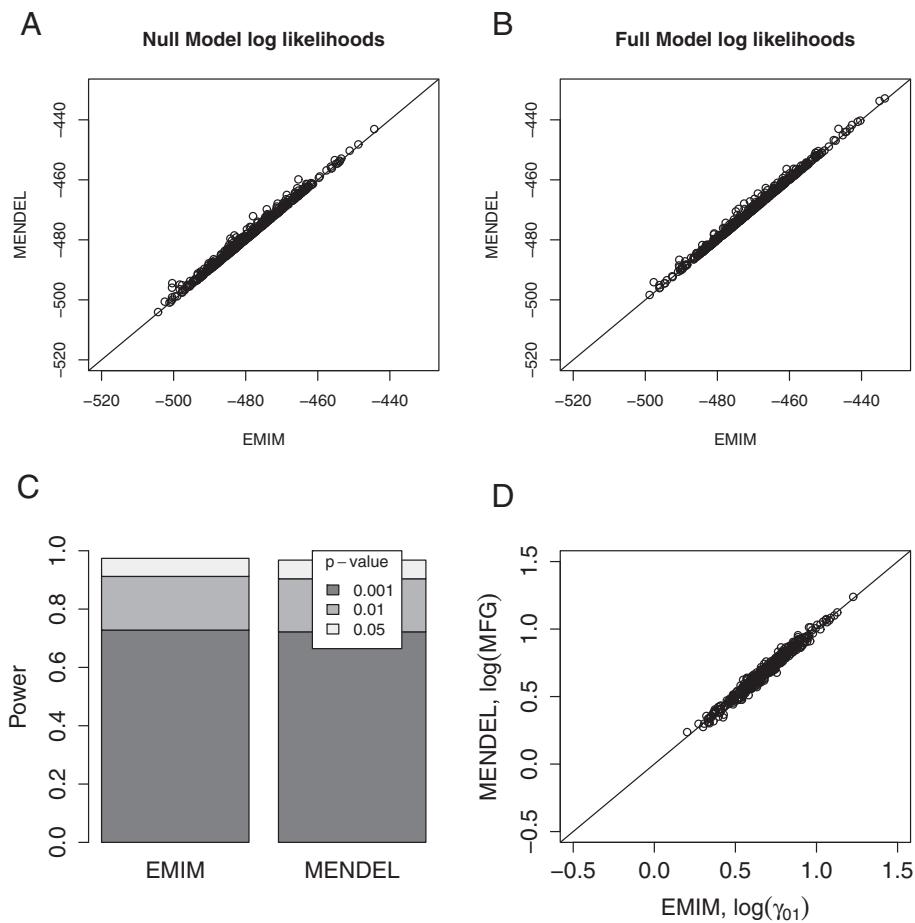 A
Null Model log likelihoods
MENDEL
−440
−460
−480
−500
−520
−520 −500 −480 −460 −440
EMIM
B
Full Model log likelihoods
MENDEL
−440
−460
−480
−500
−520
−520 −500 −480 −460 −440
EMIM
C
Power
1.0
0.8
0.6
0.4
0.2
0.0
p − value
0.001
0.01
0.05
EMIM MENDEL
D
MENDEL, log(MFG)
1.5
1.0
0.5
0.0
−0.5
−0.5 0.0 0.5 1.0 1.5
EMIM, log(γ01)